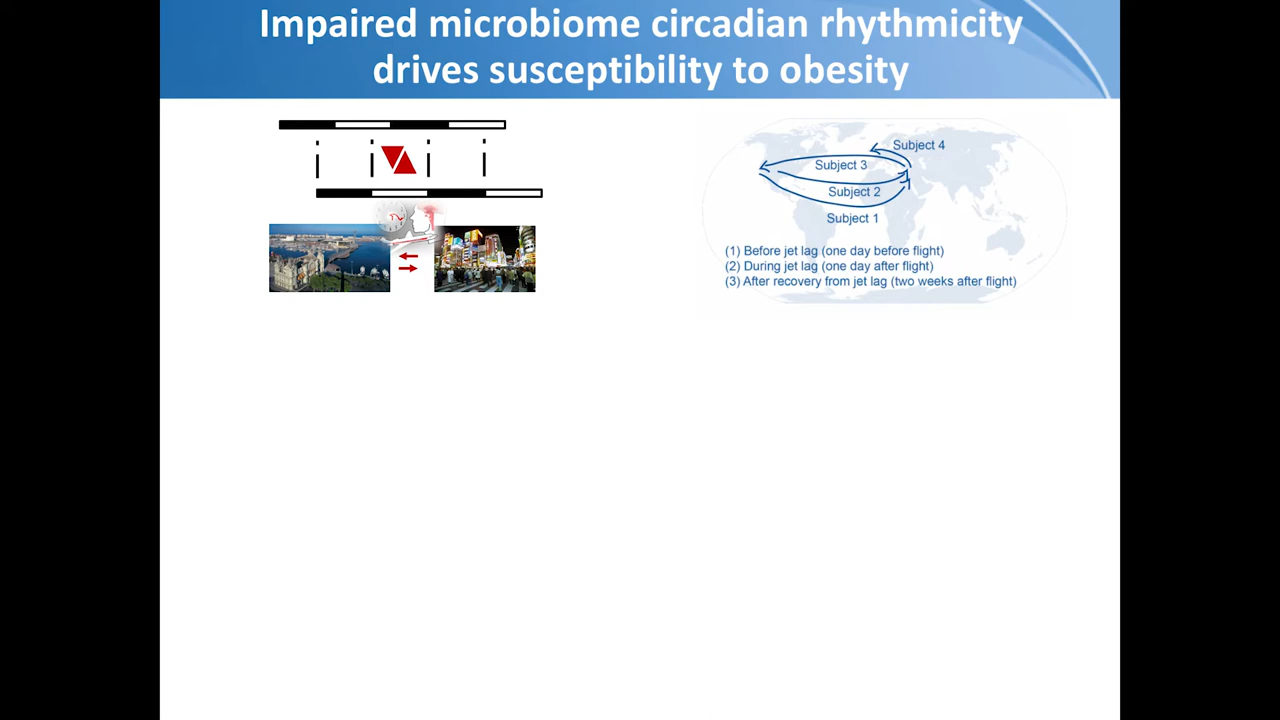 Impaired microbiome circadian rhythmicity
drives susceptibility to obesity
Subject 4
Subject 3
Subject 2
Subject 1
(1) Before jet lag (one day before flight)
(2) During jet lag (one day after flight)
(3) After recovery from jet lag (two weeks after flight)